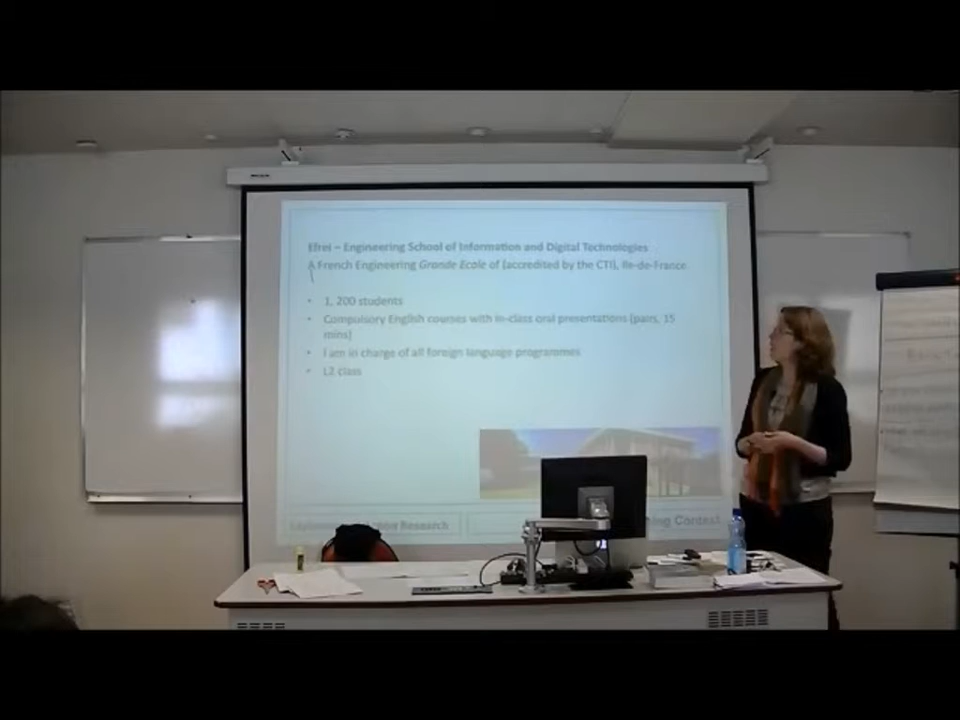 Efrei – Engineering School of Information and Digital Technologies
A French Engineering Grande Ecole of (accredited by the CTI), Ile-de-France
• 1, 200 students
• Compulsory English courses with in-class oral presentations (pairs, 15
mins)
• I am in charge of all foreign language programmes
• L2 class
Research
Context